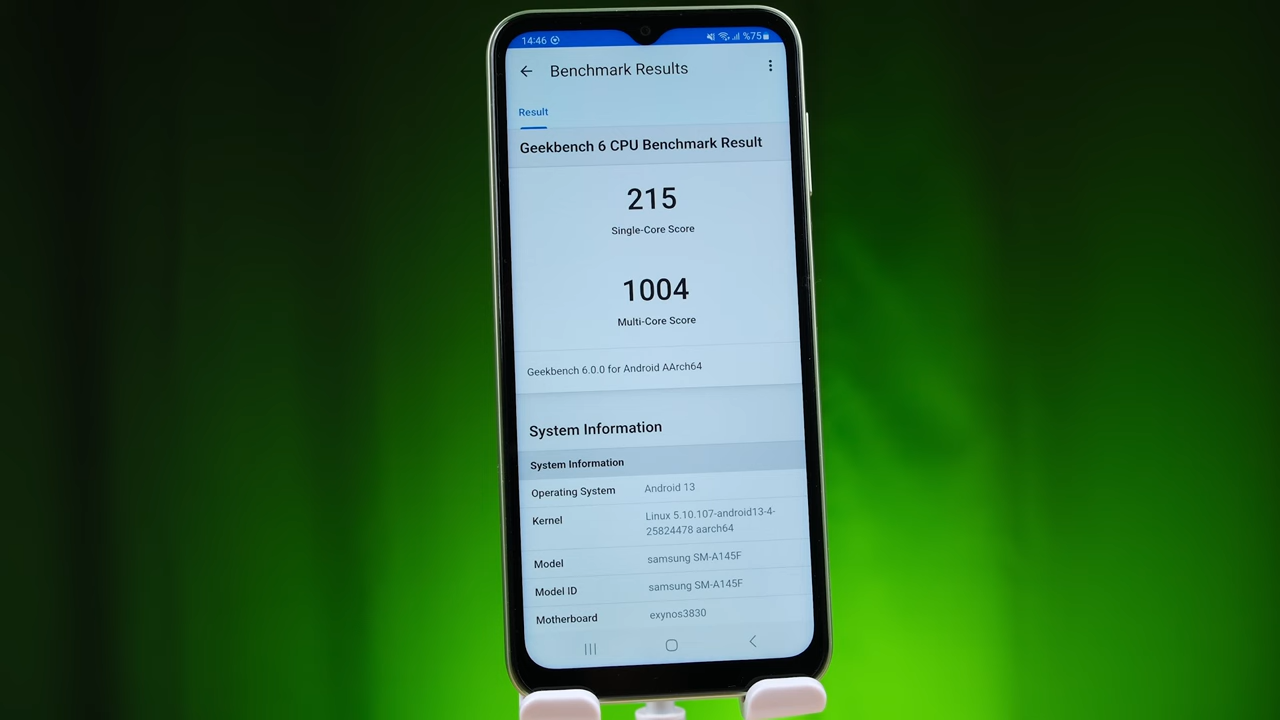 14:46 %75
Benchmark Results
Result
Geekbench 6 CPU Benchmark Result
215
Single-Core Score
1004
Multi-Core Score
Geekbench 6.0.0 for Android AArch64
System Information
System Information
Operating System Android 13
Kernel Linux 5.10.107-android13-4-
25824478 aarch64
Model samsung SM-A145F
Model ID samsung SM-A145F
Motherboard exynos3830